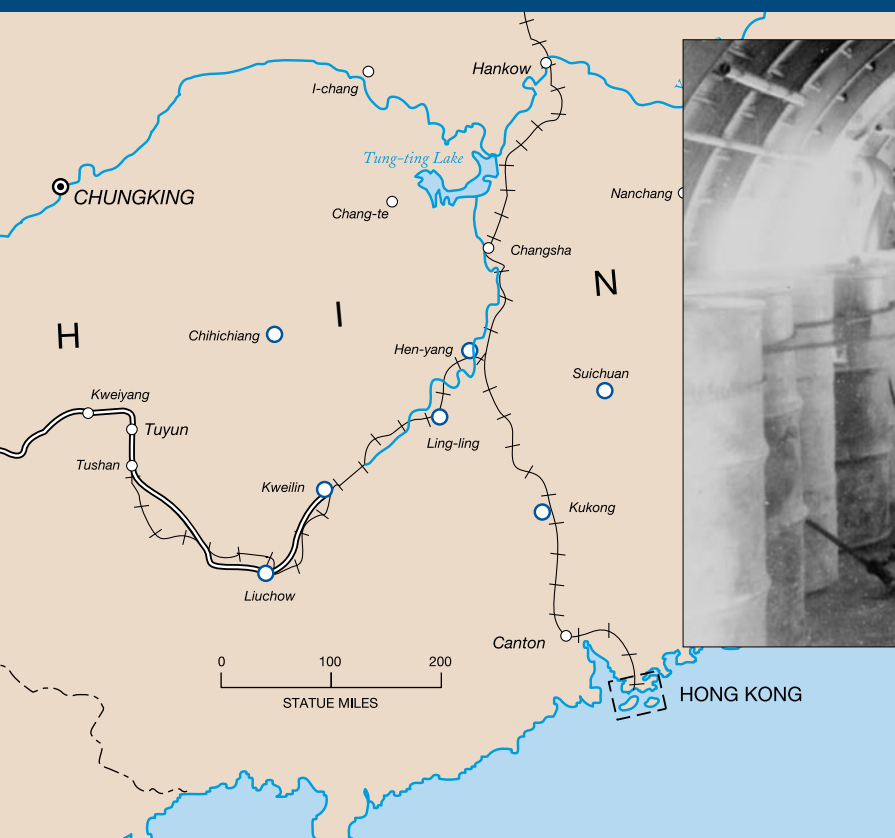 Hankow
I-chang
Tung-ting Lake
CHUNGKING
Nanchang
Chang-te
Changsha
N
I
H
Chihichiang
Hen-yang
Suichuan
Kweiyang
Tuyun
Ling-ling
Tushan
Kweilin
Kukong
Liuchow
Canton
0 100 200
STATUE MILES
HONG KONG